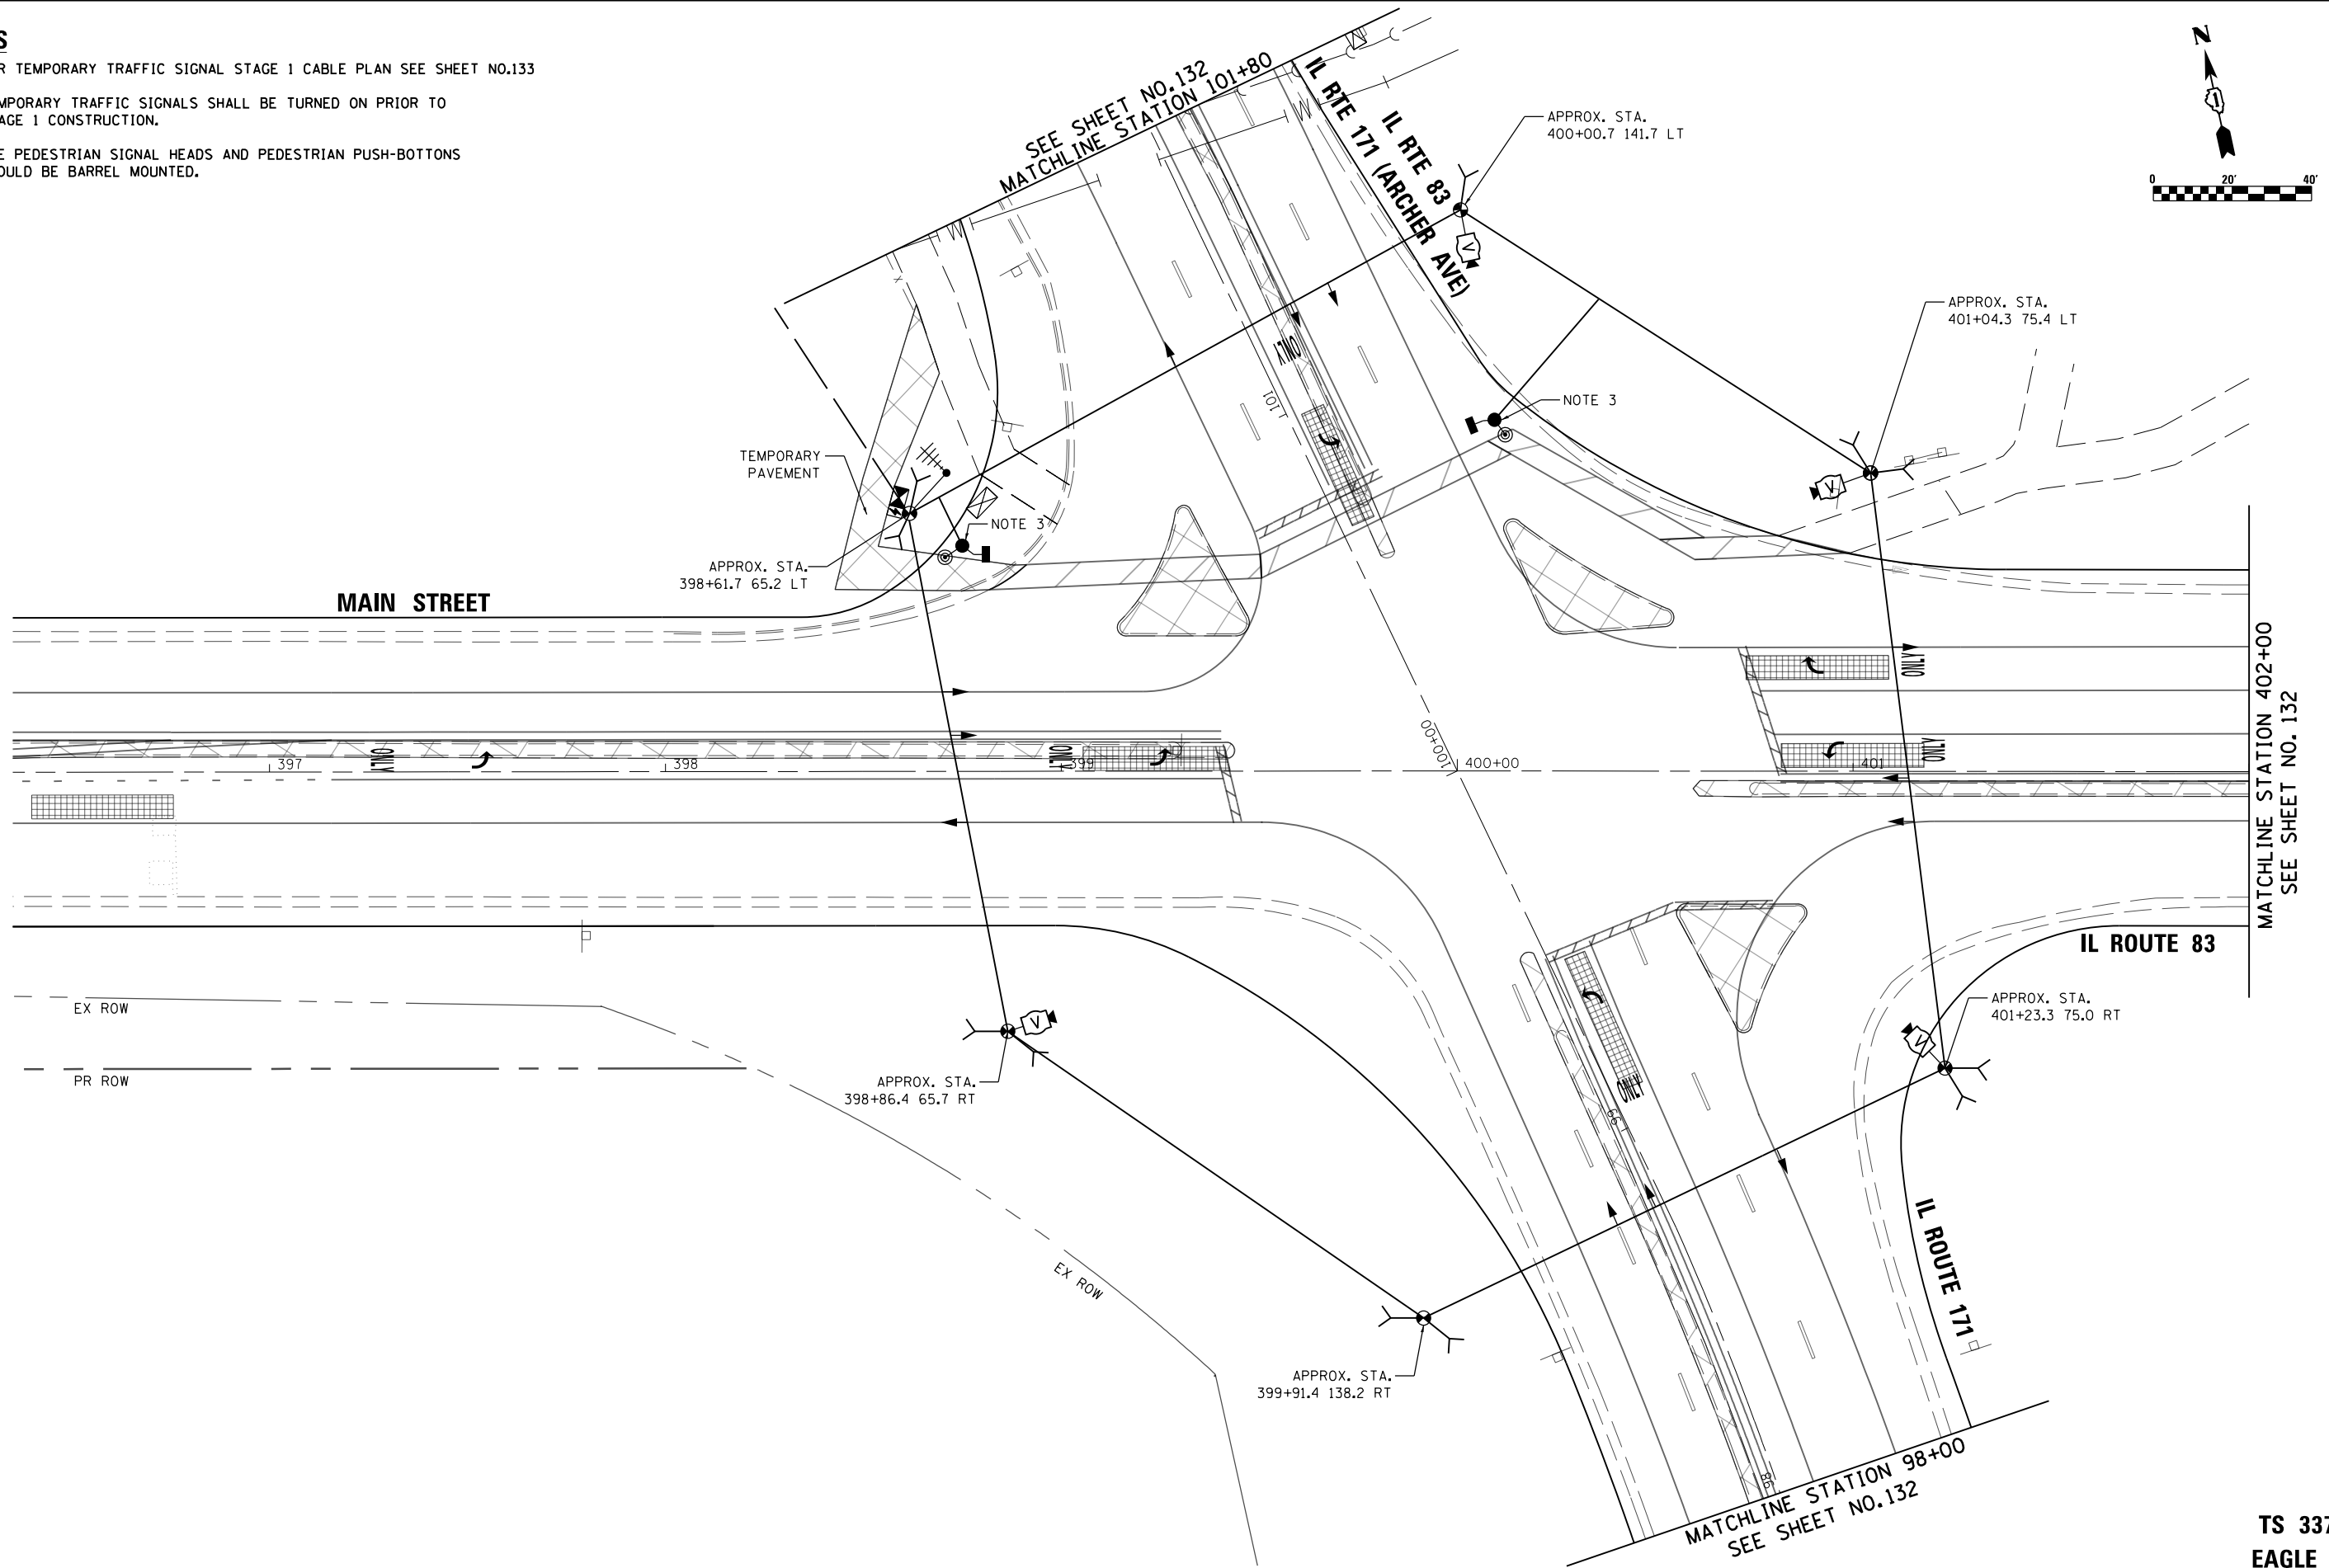 S
R TEMPORARY TRAFFIC SIGNAL STAGE 1 CABLE PLAN SEE SHEET NO.133
MPORARY TRAFFIC SIGNALS SHALL BE TURNED ON PRIOR TO
AGE 1 CONSTRUCTION.
E PEDESTRIAN SIGNAL HEADS AND PEDESTRIAN PUSH-BOTTONS
OULD BE BARREL MOUNTED.
SEE SHEET NO.132
MATCHLINE STATION 101+80
IL RTE 83
IL RTE 171 (ARCHER AVE)
APPROX. STA.
400+00.7 141.7 LT
N
1
0 20' 40'
W
W
N
V
APPROX. STA.
401+04.3 75.4 LT
ONLY
101
NOTE 3
V
TEMPORARY
PAVEMENT
NOTE 3
APPROX. STA.
398+61.7 65.2 LT
MAIN STREET
ONLY
ONLY
ONLY
ONLY
397
398
399
100+00
400+00
401
MATCHLINE STATION 402+00
SEE SHEET NO. 132
IL ROUTE 83
EX ROW
PR ROW
V
APPROX. STA.
398+86.4 65.7 RT
V
APPROX. STA.
401+23.3 75.0 RT
ONLY
99
EX ROW
IL ROUTE 171
APPROX. STA.
399+91.4 138.2 RT
98
MATCHLINE STATION 98+00
SEE SHEET NO.132
TS 337
EAGLE